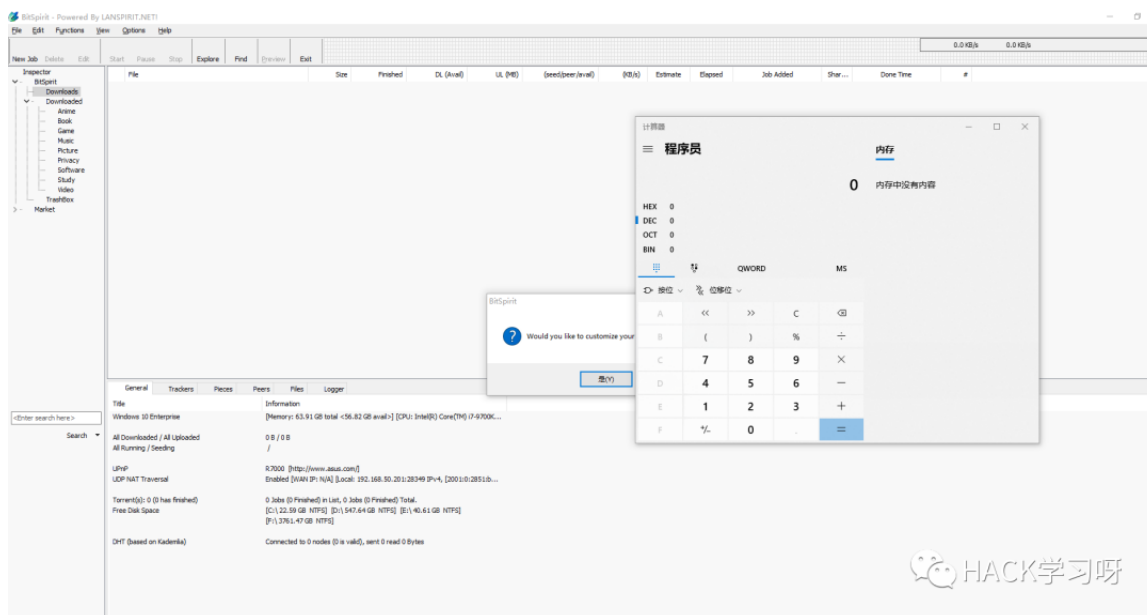 BitSpirit - Powered By LANSPIRIT.NET!
File Edit Functions View Options Help
New Job Delete Edit Start Pause Stop Explore Find Preview Exit
0.0 KB/s 0.0 KB/s
Inspector
BitSpirit
Downloads
Downloaded
Anime
Book
Game
Music
Picture
Privacy
Software
Study
Video
TrashBox
Market
File Size Finished DL (Avail) UL (MB) (seed/peer/avail) (KB/s) Estimate Elapsed Job Added Shar... Done Time #
计算器
程序员
内存
0
内存中没有内容
HEX 0
DEC 0
OCT 0
BIN 0
QWORD MS
按位 位移位
A << >> C
B ( ) % ÷
C 7 8 9 ×
D 4 5 6 −
E 1 2 3 +
F +/- 0 . =
BitSpirit
? Would you like to customize your
是(Y)
General Trackers Pieces Peers Files Logger
Title Information
Windows 10 Enterprise [Memory: 63.91 GB total <56.82 GB avail>] [CPU: Intel(R) Core(TM) i7-9700K...
All Downloaded / All Uploaded 0 B / 0 B
All Running / Seeding /
UPnP R7000 [http://www.asus.com/]
UDP NAT Traversal Enabled [WAN IP: N/A] [Local: 192.168.50.201:28349 IPv4, [2001:0:2851:b...
Torrent(s): 0 (0 has finished) 0 Jobs (0 Finished) in List, 0 Jobs (0 Finished) Total.
Free Disk Space [C:\ 22.59 GB NTFS] [D:\ 547.64 GB NTFS] [E:\ 40.61 GB NTFS]
[F:\ 3761.47 GB NTFS]
DHT (based on Kademlia) Connected to 0 nodes (0 is valid), sent 0 read 0 Bytes
<Enter search here>
Search
HACK学习呀